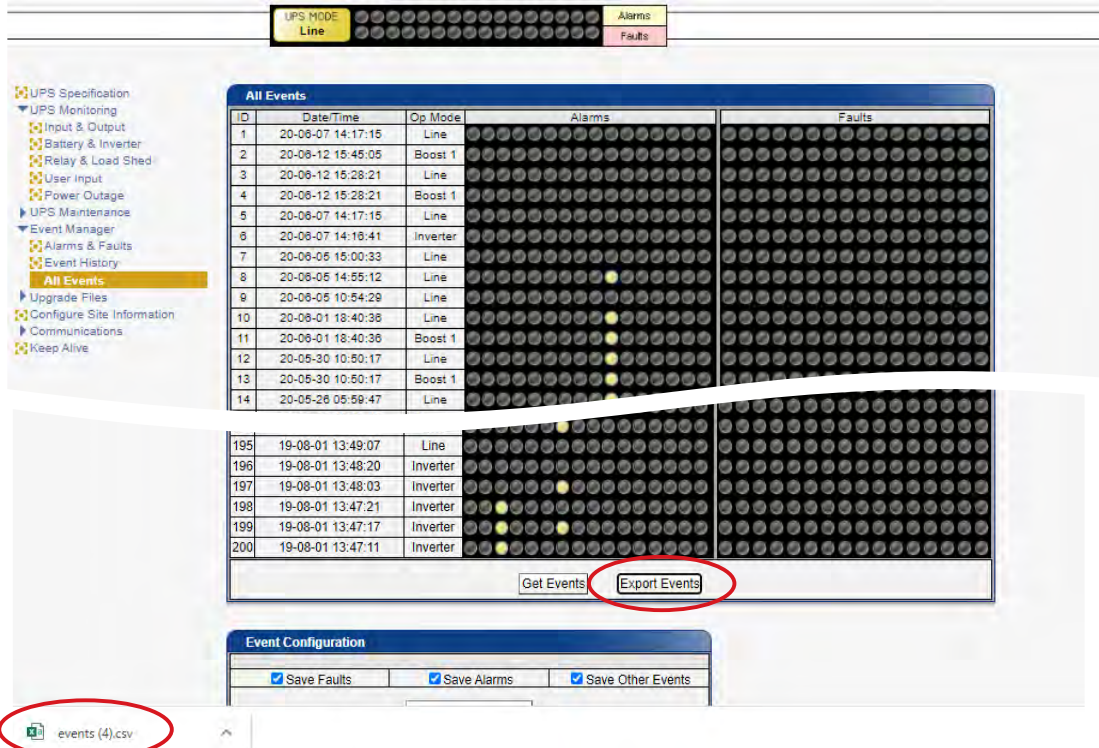 UPS MODE
Line
Alarms
Faults
UPS Specification
UPS Monitoring
Input & Output
Battery & Inverter
Relay & Load Shed
User Input
Power Outage
UPS Maintenance
Event Manager
Alarms & Faults
Event History
All Events
Upgrade Files
Configure Site Information
Communications
Keep Alive
All Events
ID Date/Time Op Mode Alarms Faults
1 20-06-07 14:17:15 Line
2 20-06-12 15:45:05 Boost 1
3 20-06-12 15:28:21 Line
4 20-06-12 15:28:21 Boost 1
5 20-06-07 14:17:15 Line
6 20-06-07 14:16:41 Inverter
7 20-06-05 15:00:33 Line
8 20-06-05 14:55:12 Line
9 20-06-05 10:54:29 Line
10 20-06-01 18:40:36 Line
11 20-06-01 18:40:36 Boost 1
12 20-05-30 10:50:17 Line
13 20-05-30 10:50:17 Boost 1
14 20-05-26 05:59:47 Line
195 19-08-01 13:49:07 Line
196 19-08-01 13:48:20 Inverter
197 19-08-01 13:48:03 Inverter
198 19-08-01 13:47:21 Inverter
199 19-08-01 13:47:17 Inverter
200 19-08-01 13:47:11 Inverter
Get Events Export Events
Event Configuration
Save Faults Save Alarms Save Other Events
events (4).csv